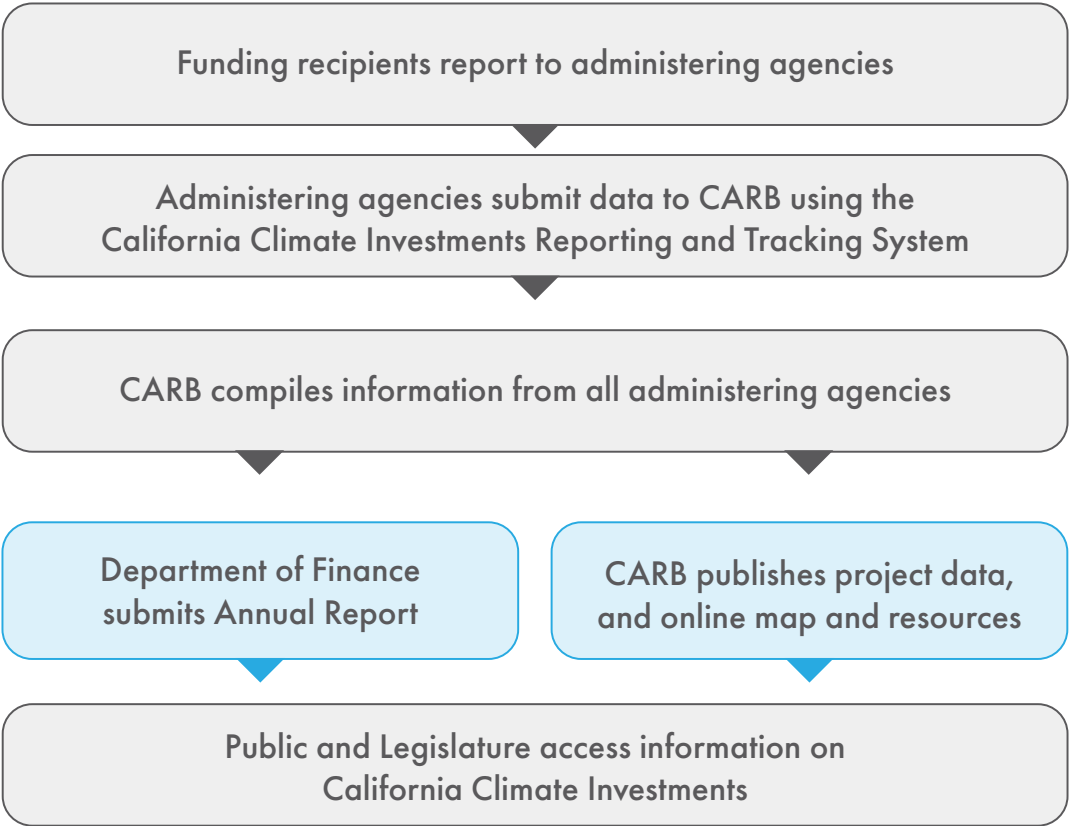 Funding recipients report to administering agencies
Administering agencies submit data to CARB using the
California Climate Investments Reporting and Tracking System
CARB compiles information from all administering agencies
Department of Finance
submits Annual Report
CARB publishes project data,
and online map and resources
Public and Legislature access information on
California Climate Investments